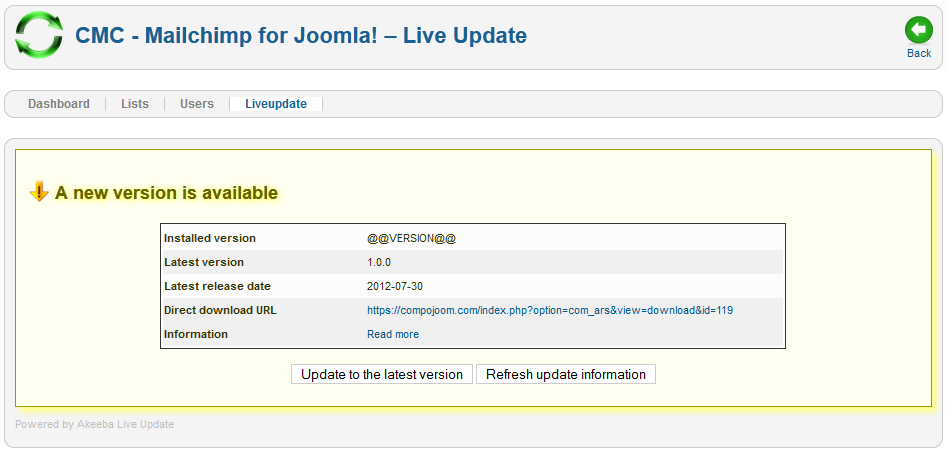 CMC - Mailchimp for Joomla! – Live Update
Back
Dashboard Lists Users Liveupdate
A new version is available
Installed version @@VERSION@@
Latest version 1.0.0
Latest release date 2012-07-30
Direct download URL https://compojoom.com/index.php?option=com_ars&view=download&id=119
Information Read more
Update to the latest version Refresh update information
Powered by Akeeba Live Update